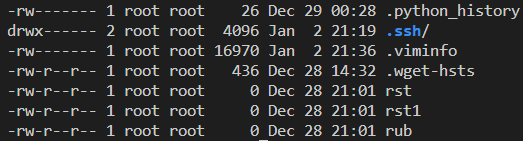 -rw------- 1 root root    26 Dec 29 00:28 .python_history
drwx------ 2 root root  4096 Jan  2 21:19 .ssh/
-rw------- 1 root root 16970 Jan  2 21:36 .viminfo
-rw-r--r-- 1 root root   436 Dec 28 14:32 .wget-hsts
-rw-r--r-- 1 root root     0 Dec 28 21:01 rst
-rw-r--r-- 1 root root     0 Dec 28 21:01 rst1
-rw-r--r-- 1 root root     0 Dec 28 21:01 rub